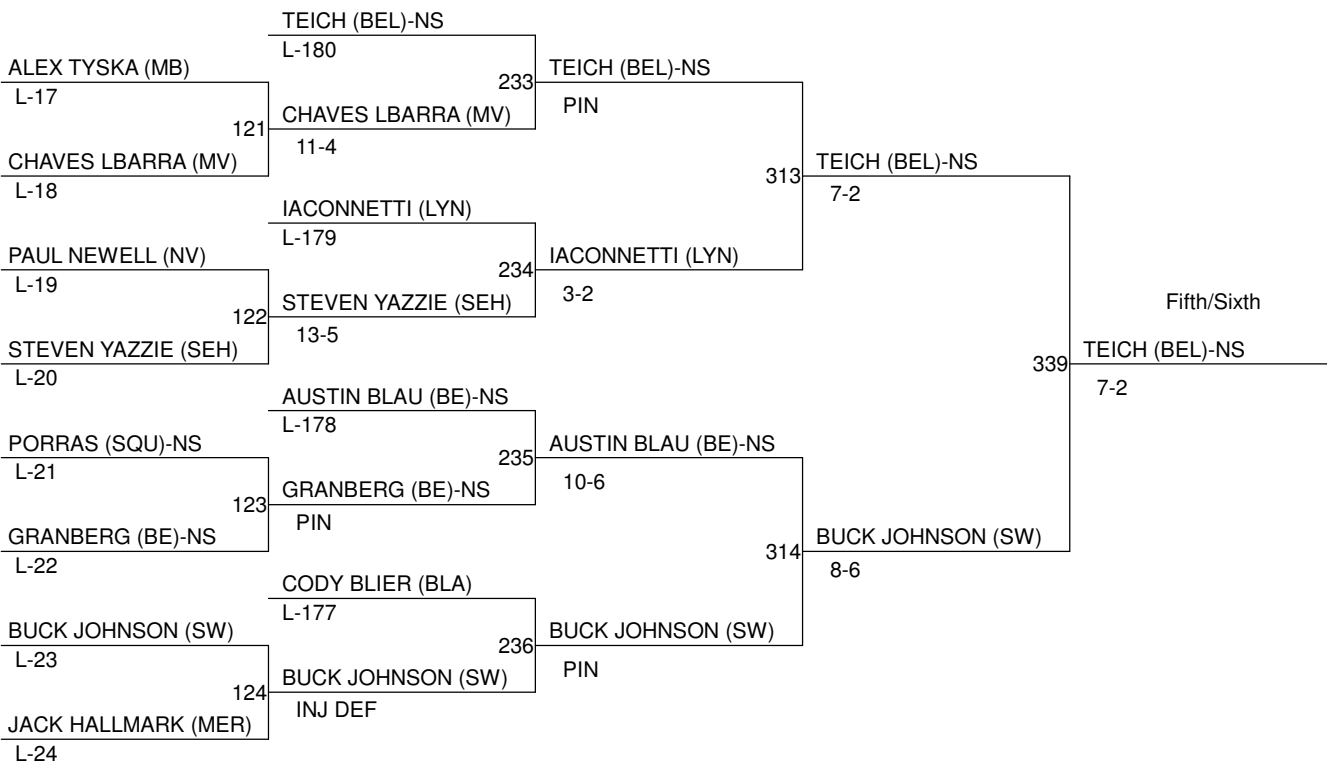 TEICH (BEL)-NS
L-180
ALEX TYSKA (MB)
L-17
233
TEICH (BEL)-NS
PIN
121
CHAVES LBARRA (MV)
11-4
CHAVES LBARRA (MV)
L-18
313
TEICH (BEL)-NS
7-2
IACONNETTI (LYN)
L-179
PAUL NEWELL (NV)
L-19
234
IACONNETTI (LYN)
3-2
122
STEVEN YAZZIE (SEH)
13-5
Fifth/Sixth
STEVEN YAZZIE (SEH)
L-20
339
TEICH (BEL)-NS
7-2
AUSTIN BLAU (BE)-NS
L-178
PORRAS (SQU)-NS
L-21
235
AUSTIN BLAU (BE)-NS
10-6
123
GRANBERG (BE)-NS
PIN
GRANBERG (BE)-NS
L-22
314
BUCK JOHNSON (SW)
8-6
CODY BLIER (BLA)
L-177
BUCK JOHNSON (SW)
L-23
236
BUCK JOHNSON (SW)
PIN
124
BUCK JOHNSON (SW)
INJ DEF
JACK HALLMARK (MER)
L-24